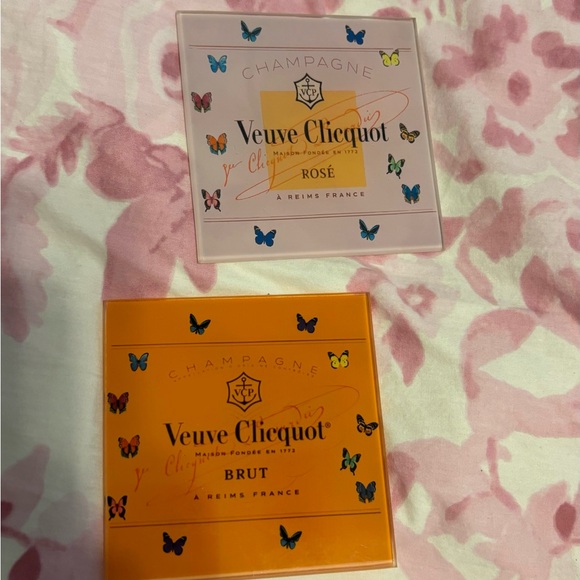 CHAMPAGNE
VCP
Veuve Clicquot
MAISON FONDÉE EN 1772
ROSÉ
À REIMS FRANCE
CHAMPAGNE
VCP
Veuve Clicquot®
MAISON FONDÉE EN 1772
BRUT
À REIMS FRANCE